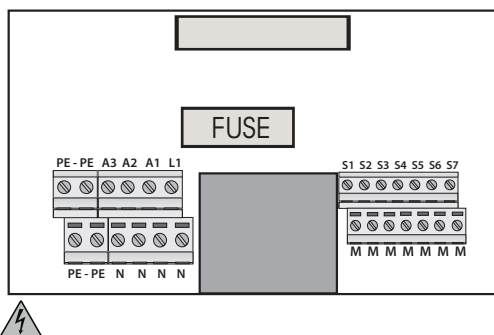 FUSE
PE - PE A3 A2 A1 L1
S1 S2 S3 S4 S5 S6 S7
PE - PE N N N N
M M M M M M M